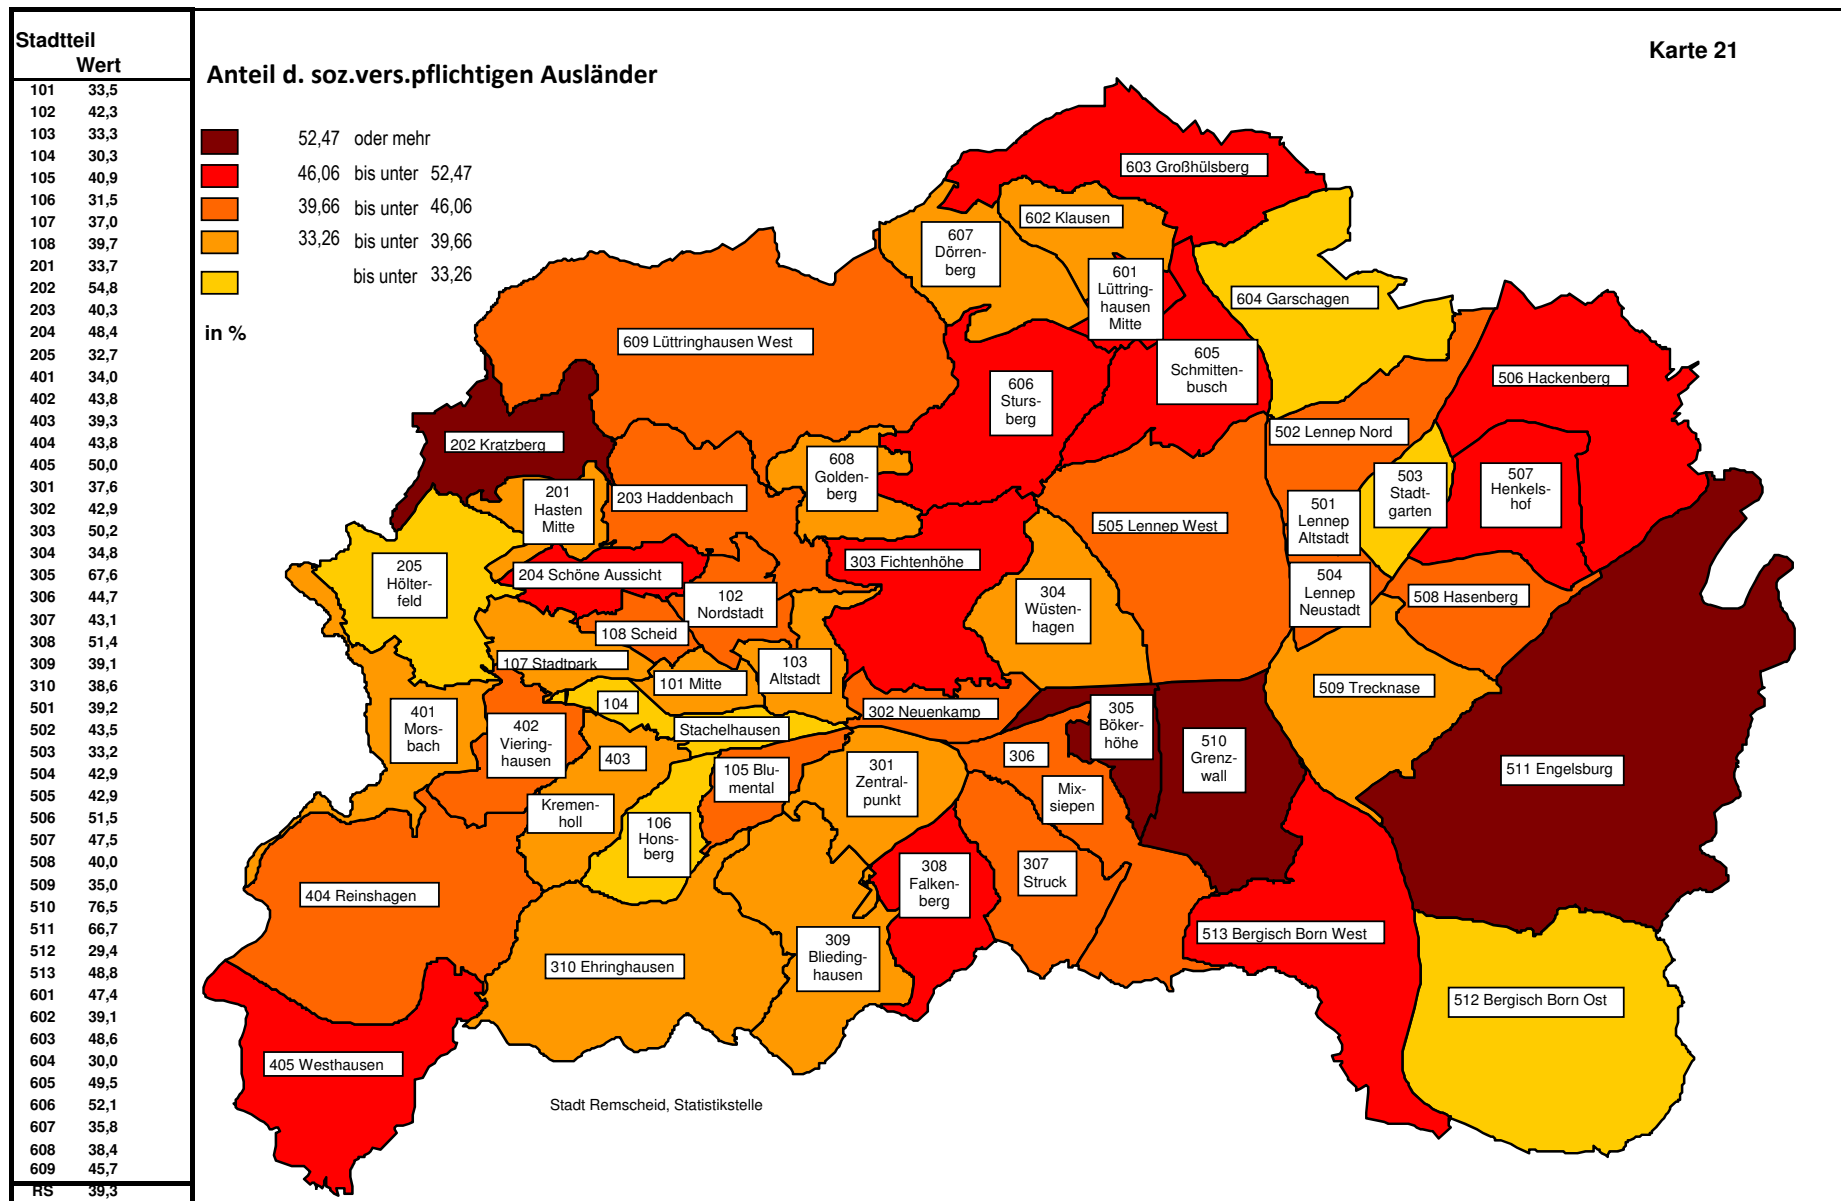 Stadtteil
Wert
101 33,5
102 42,3
103 33,3
104 30,3
105 40,9
106 31,5
107 37,0
108 39,7
201 33,7
202 54,8
203 40,3
204 48,4
205 32,7
401 34,0
402 43,8
403 39,3
404 43,8
405 50,0
301 37,6
302 42,9
303 50,2
304 34,8
305 67,6
306 44,7
307 43,1
308 51,4
309 39,1
310 38,6
501 39,2
502 43,5
503 33,2
504 42,9
505 42,9
506 51,5
507 47,5
508 40,0
509 35,0
510 76,5
511 66,7
512 29,4
513 48,8
601 47,4
602 39,1
603 48,6
604 30,0
605 49,5
606 52,1
607 35,8
608 38,4
609 45,7
RS 39,3
Karte 21
Anteil d. soz.vers.pflichtigen Ausländer
52,47 oder mehr
46,06 bis unter 52,47
39,66 bis unter 46,06
33,26 bis unter 39,66
bis unter 33,26
in %
603 Großhülsberg
602 Klausen
607
Dörren-
berg
601
Lüttring-
hausen
Mitte
604 Garschagen
609 Lüttringhausen West
605
Schmitten-
busch
606
Sturs-
berg
506 Hackenberg
502 Lennep Nord
202 Kratzberg
608
Golden-
berg
503
Stadt-
garten
507
Henkels-
hof
201
Hasten
Mitte
203 Haddenbach
501
Lennep
Altstadt
505 Lennep West
303 Fichtenhöhe
205
Hölter-
feld
204 Schöne Aussicht
102
Nordstadt
304
Wüsten-
hagen
504
Lennep
Neustadt
508 Hasenberg
108 Scheid
107 Stadtpark
103
Altstadt
101 Mitte
509 Trecknase
104
Stachelhausen
302 Neuenkamp
305
Böker-
höhe
401
Mors-
bach
402
Viering-
hausen
403
Kremen-
holl
105 Blu-
mental
301
Zentral-
punkt
306
Mix-
siepen
510
Grenz-
wall
511 Engelsburg
106
Hons-
berg
404 Reinshagen
308
Falken-
berg
307
Struck
513 Bergisch Born West
309
Blieding-
hausen
310 Ehringhausen
512 Bergisch Born Ost
405 Westhausen
Stadt Remscheid, Statistikstelle